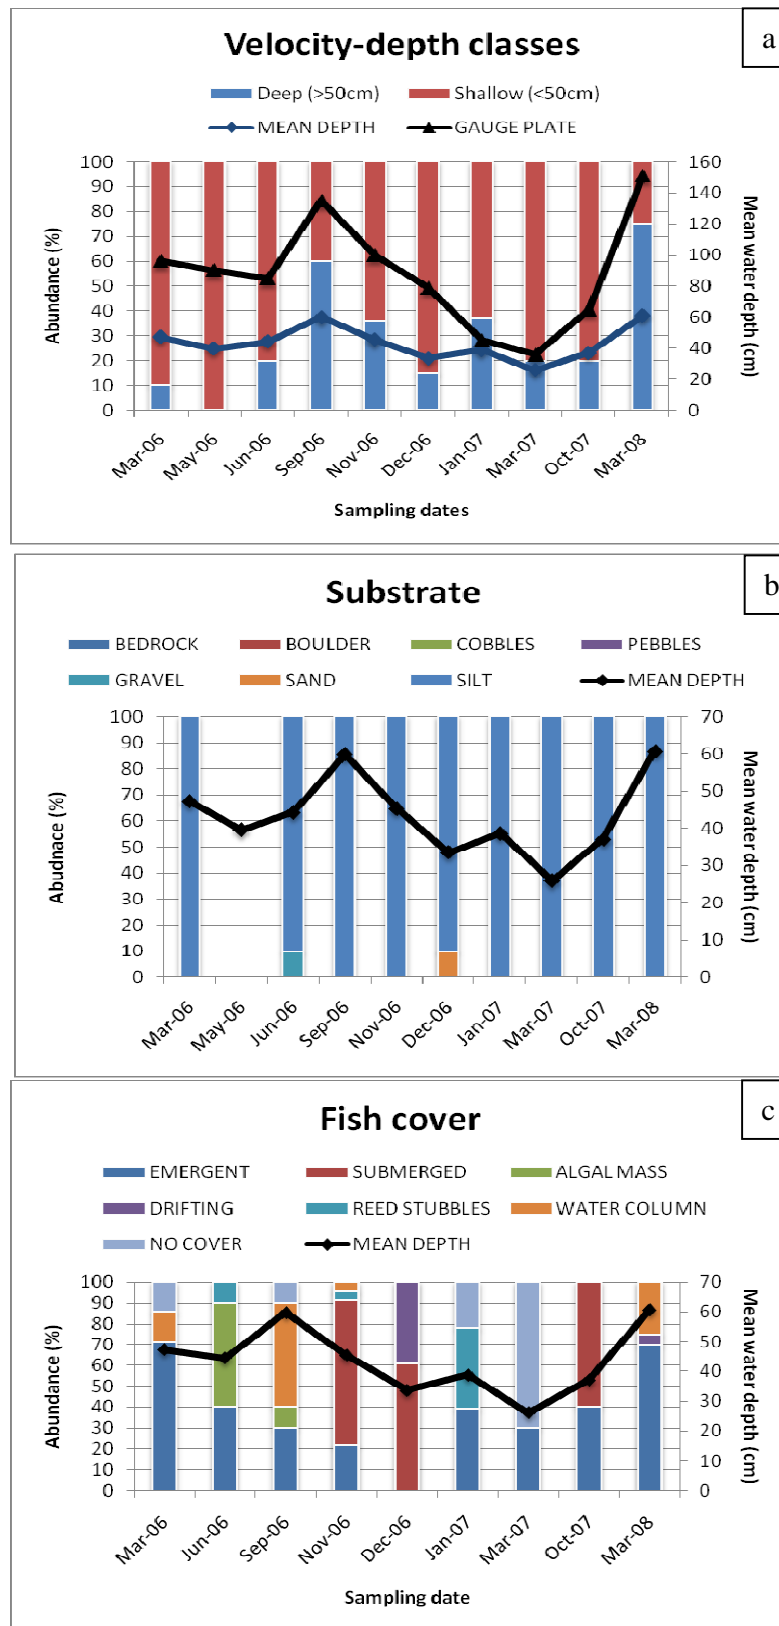 a
Velocity-depth classes
Deep (>50cm) Shallow (<50cm)
MEAN DEPTH GAUGE PLATE
Abundance (%)
100
90
80
70
60
50
40
30
20
10
0
160
140
120
100
80
60
40
20
0
Mean water depth (cm)
Mar-06 May-06 Jun-06 Sep-06 Nov-06 Dec-06 Jan-07 Mar-07 Oct-07 Mar-08
Sampling dates
b
Substrate
BEDROCK BOULDER COBBLES PEBBLES
GRAVEL SAND SILT MEAN DEPTH
Abudnace (%)
100
90
80
70
60
50
40
30
20
10
0
70
60
50
40
30
20
10
0
Mean water depth (cm)
Mar-06 May-06 Jun-06 Sep-06 Nov-06 Dec-06 Jan-07 Mar-07 Oct-07 Mar-08
c
Fish cover
EMERGENT SUBMERGED ALGAL MASS
DRIFTING REED STUBBLES WATER COLUMN
NO COVER MEAN DEPTH
Abundance (%)
100
90
80
70
60
50
40
30
20
10
0
70
60
50
40
30
20
10
0
Mean water depth (cm)
Mar-06 Jun-06 Sep-06 Nov-06 Dec-06 Jan-07 Mar-07 Oct-07 Mar-08
Sampling date